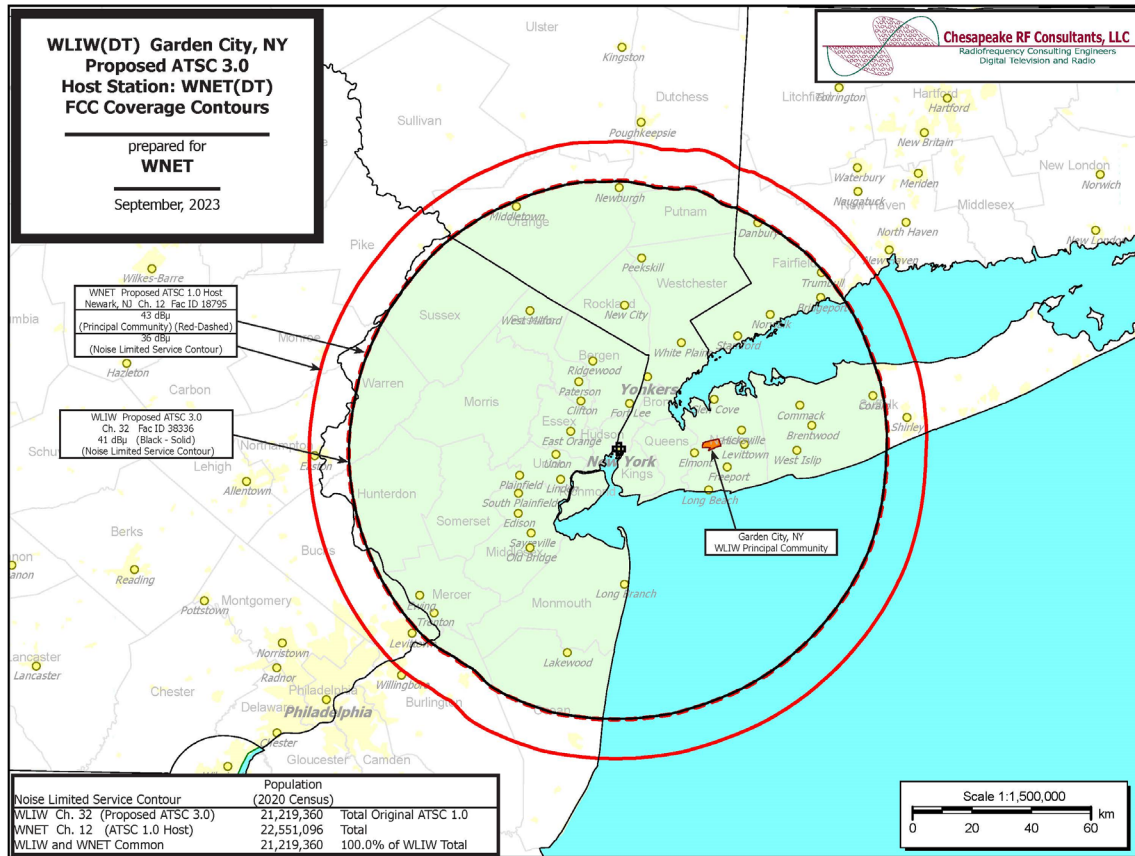 WLIW(DT) Garden City, NY
Proposed ATSC 3.0
Host Station: WNET(DT)
FCC Coverage Contours
prepared for
WNET
September, 2023
Chesapeake RF Consultants, LLC
Radiofrequency Consulting Engineers
Digital Television and Radio
Ulster
Kingston
Dutchess
Litchfield
Torrington
Hartford
Hartford
Sullivan
Poughkeepsie
New Britain
New London
Waterbury
Meriden
Norwich
Naugatuck
New Haven
Middlesex
Newburgh
Middletown
Orange
Putnam
Danbury
North Haven
New London
Pike
New Haven
Peekskill
Fairfield
Trumbull
Wilkes-Barre
Westchester
WNET Proposed ATSC 1.0 Host
Newark, NJ Ch. 12 Fac ID 18795
43 dBµ
(Principal Community) (Red-Dashed)
36 dBµ
(Noise Limited Service Contour)
Rockland
New City
Bridgeport
Sussex
West Milford
Norwalk
Monroe
Stamford
White Plains
Hazleton
Bergen
Ridgewood
Carbon
Warren
Paterson
Yonkers
Morris
Clifton
Fort Lee
Bronx
Glen Cove
Commack
Coram
WLIW Proposed ATSC 3.0
Ch. 32 Fac ID 38336
41 dBµ (Black - Solid)
(Noise Limited Service Contour)
Essex
East Orange
Hudson
Queens
Hicksville
Brentwood
Shirley
Northampton
Levittown
Easton
Union
Union
New York
Elmont
West Islip
Lehigh
Kings
Freeport
Allentown
Hunterdon
Plainfield
Linden
Richmond
Long Beach
South Plainfield
Somerset
Edison
Berks
Sayreville
Garden City, NY
WLIW Principal Community
Bucks
Middlesex
Old Bridge
Reading
Long Branch
Mercer
Pottstown
Montgomery
Ewing
Monmouth
Trenton
Levittown
Norristown
Lakewood
Lancaster
Lancaster
Radnor
Chester
Philadelphia
Willingboro
Delaware
Philadelphia
Burlington
Ocean
Chester
Gloucester
Camden
Population
Noise Limited Service Contour (2020 Census)
WLIW Ch. 32 (Proposed ATSC 3.0) 21,219,360 Total Original ATSC 1.0
WNET Ch. 12 (ATSC 1.0 Host) 22,551,096 Total
WLIW and WNET Common 21,219,360 100.0% of WLIW Total
Scale 1:1,500,000
0 20 40 60 km